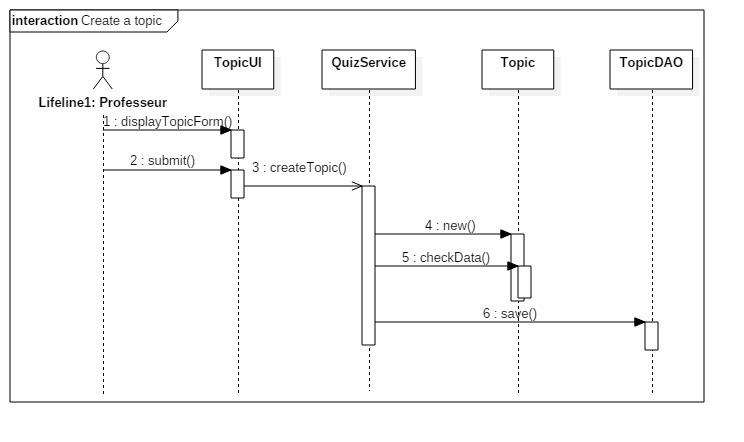 interaction Create a topic
TopicUI
QuizService
Topic
TopicDAO
Lifeline1: Professeur
1 : displayTopicForm()
2 : submit()
3 : createTopic()
4 : new()
5 : checkData()
6 : save()